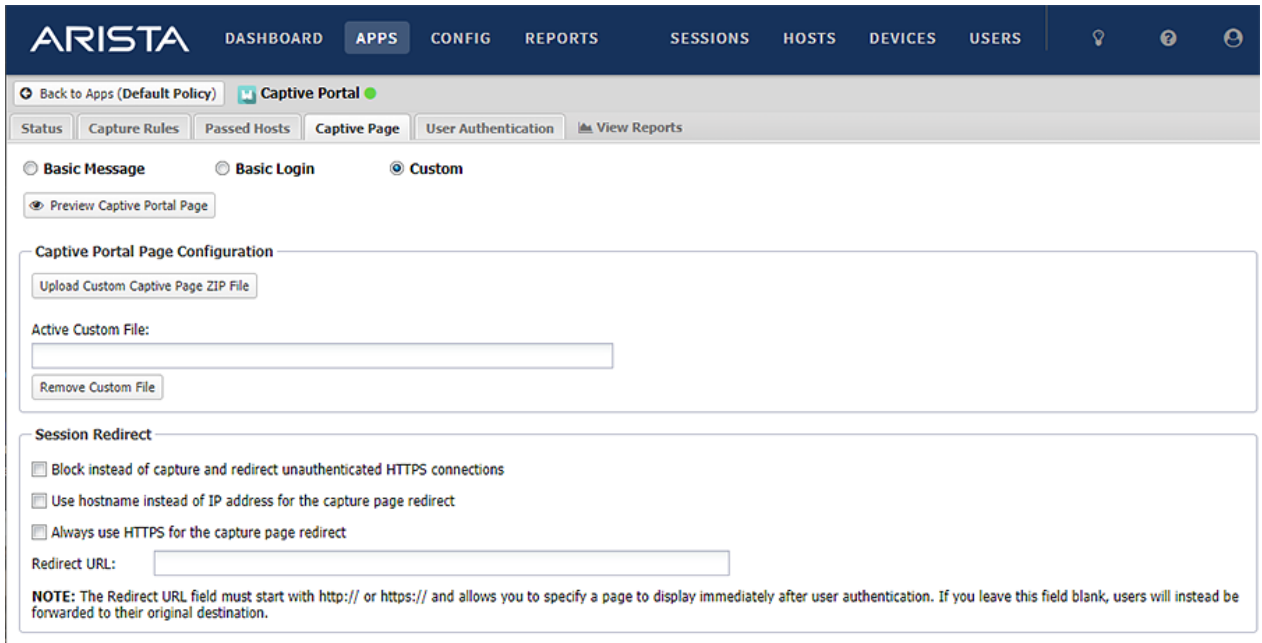 ARISTA DASHBOARD APPS CONFIG REPORTS SESSIONS HOSTS DEVICES USERS
Back to Apps (Default Policy) Captive Portal
Status Capture Rules Passed Hosts Captive Page User Authentication View Reports
Basic Message Basic Login Custom
Preview Captive Portal Page
Captive Portal Page Configuration
Upload Custom Captive Page ZIP File
Active Custom File:
Remove Custom File
Session Redirect
Block instead of capture and redirect unauthenticated HTTPS connections
Use hostname instead of IP address for the capture page redirect
Always use HTTPS for the capture page redirect
Redirect URL:
NOTE: The Redirect URL field must start with http:// or https:// and allows you to specify a page to display immediately after user authentication. If you leave this field blank, users will instead be
forwarded to their original destination.